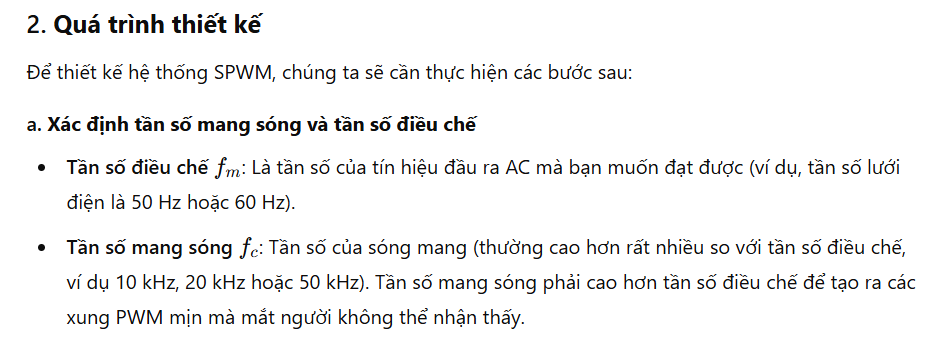 2. Quá trình thiết kế
Để thiết kế hệ thống SPWM, chúng ta sẽ cần thực hiện các bước sau:
a. Xác định tần số mang sóng và tần số điều chế
• Tần số điều chế fₘ: Là tần số của tín hiệu đầu ra AC mà bạn muốn đạt được (ví dụ, tần số lưới
điện là 50 Hz hoặc 60 Hz).
• Tần số mang sóng f_c: Tần số của sóng mang (thường cao hơn rất nhiều so với tần số điều chế,
ví dụ 10 kHz, 20 kHz hoặc 50 kHz). Tần số mang sóng phải cao hơn tần số điều chế để tạo ra các
xung PWM mịn mà mắt người không thể nhận thấy.